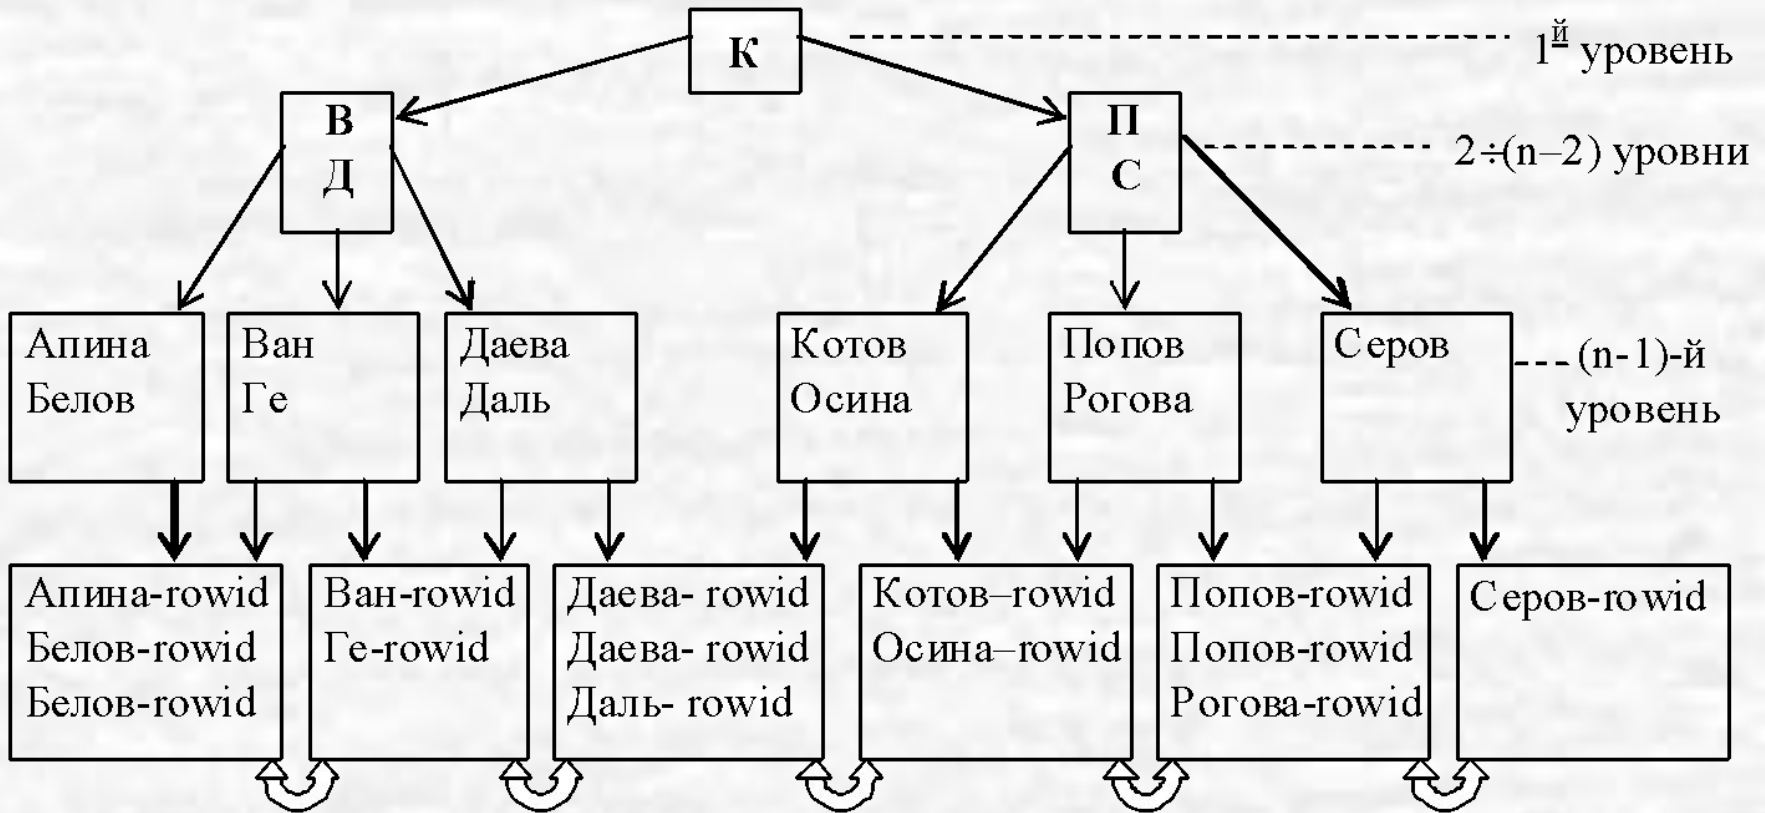 К
1й уровень
В
Д
П
С
2÷(n–2) уровни
Апина
Белов
Ван
Ге
Даева
Даль
Котов
Осина
Попов
Рогова
Серов
(n-1)-й
уровень
Апина-rowid
Белов-rowid
Белов-rowid
Ван-rowid
Ге-rowid
Даева- rowid
Даева- rowid
Даль- rowid
Котов–rowid
Осина–rowid
Попов-rowid
Попов-rowid
Рогова-rowid
Серов-rowid